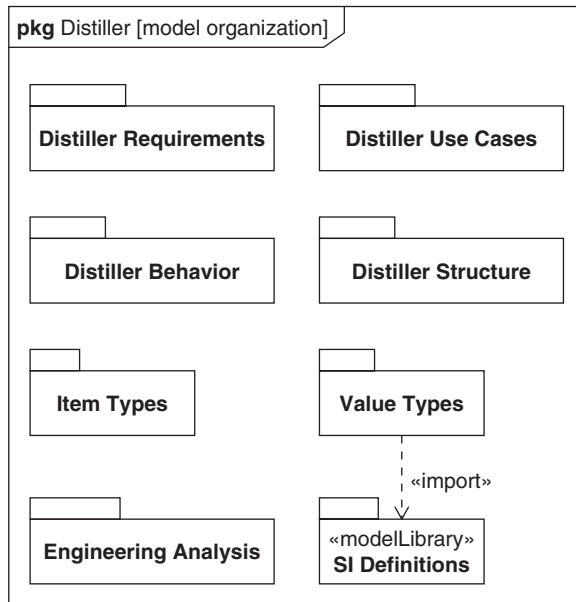 pkg Distiller [model organization]
Distiller Requirements
Distiller Use Cases
Distiller Behavior
Distiller Structure
Item Types
Value Types
«import»
Engineering Analysis
«modelLibrary»
SI Definitions